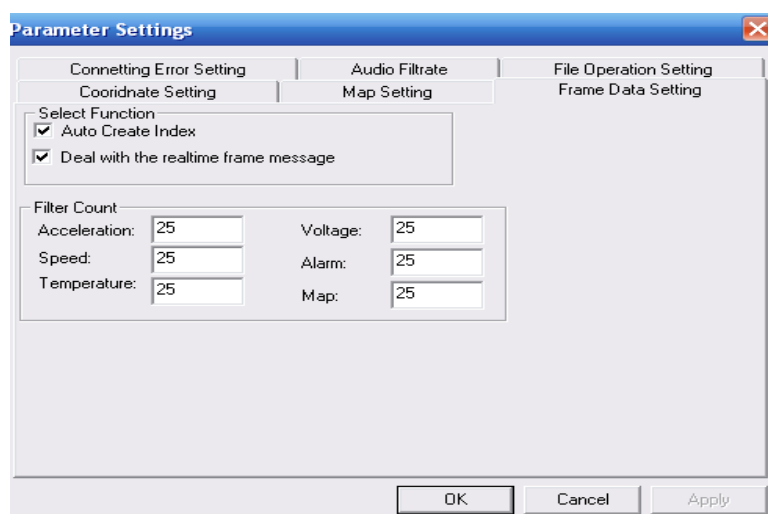 Parameter Settings
Connetting Error Setting
Audio Filtrate
File Operation Setting
Cooridnate Setting
Map Setting
Frame Data Setting
Select Function
Auto Create Index
Deal with the realtime frame message
Filter Count
Acceleration: 25
Voltage: 25
Speed: 25
Alarm: 25
Temperature: 25
Map: 25
OK
Cancel
Apply